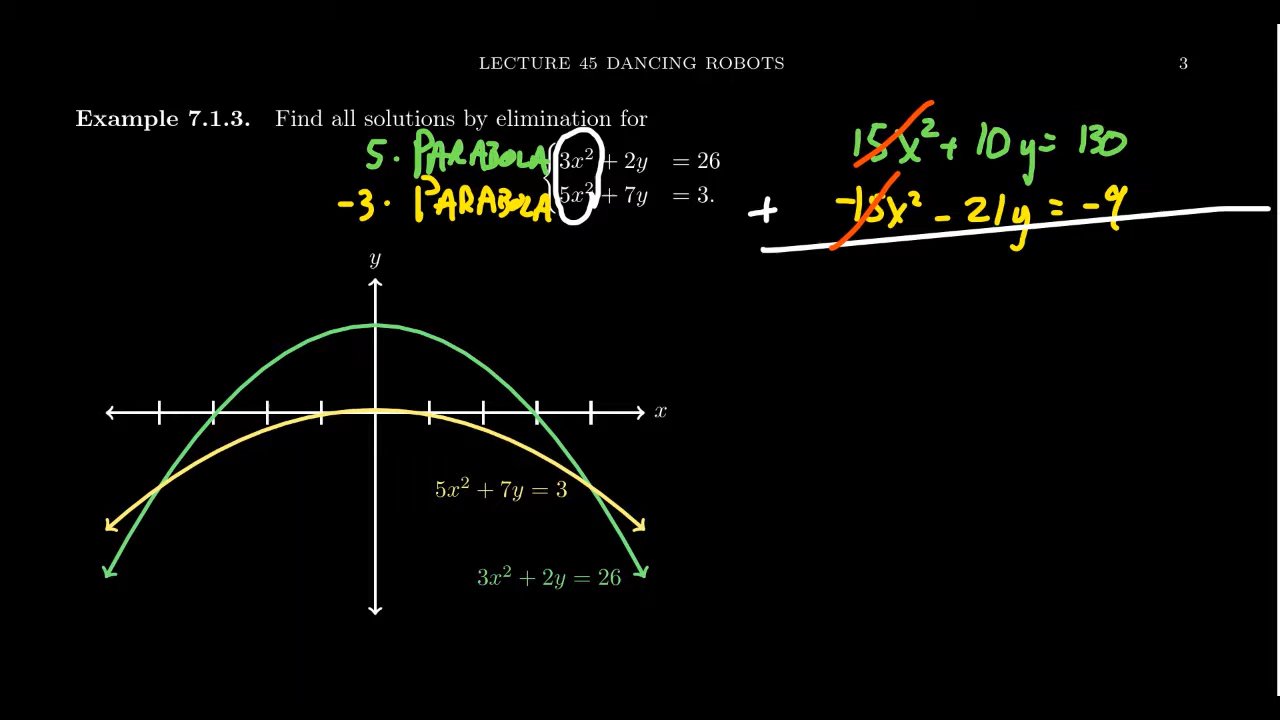 LECTURE 45 DANCING ROBOTS 3
Example 7.1.3. Find all solutions by elimination for
5. PARABOLA 3x² + 2y = 26
-3. PARABOLA 5x² + 7y = 3.
15x² + 10y = 130
+ -15x² - 21y = -9
y
x
5x² + 7y = 3
3x² + 2y = 26